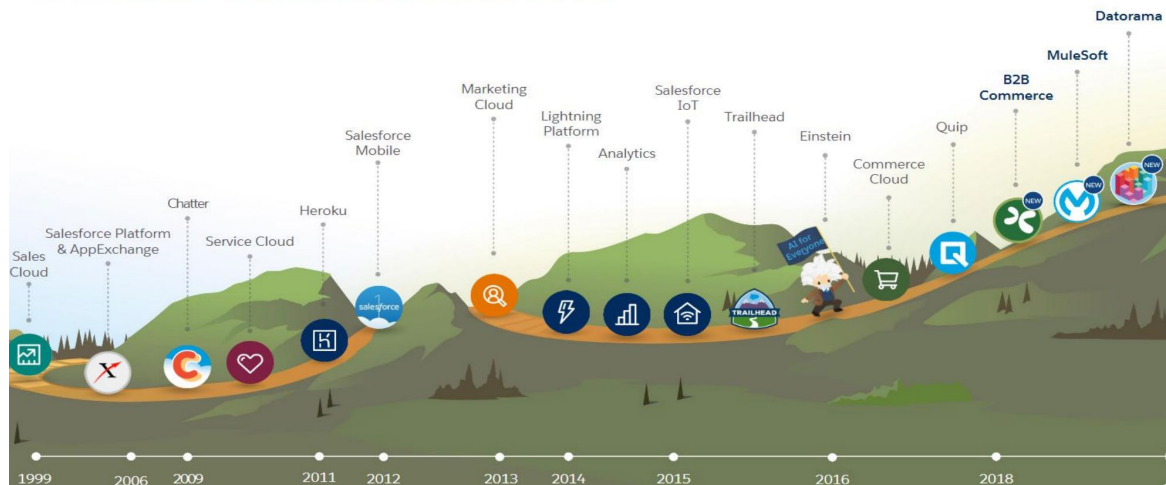 Datorama
MuleSoft
B2B
Commerce
Marketing
Cloud
Salesforce
IoT
Lightning
Platform
Trailhead
Quip
Salesforce
Mobile
Analytics
Einstein
Commerce
Cloud
Chatter
Heroku
Salesforce Platform
& AppExchange
Service Cloud
Sales
Cloud
NEW
NEW
NEW
AI for
Everyone
salesforce
1
TRAILHEAD
X
C
Q
1999
2006
2009
2011
2012
2013
2014
2015
2016
2018